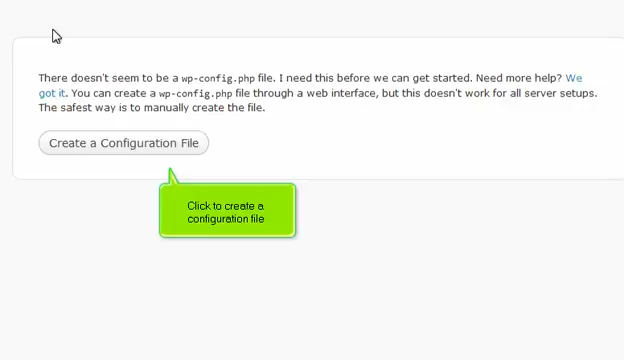 There doesn't seem to be a wp-config.php file. I need this before we can get started. Need more help? We
got it. You can create a wp-config.php file through a web interface, but this doesn't work for all server setups.
The safest way is to manually create the file.
Create a Configuration File
Click to create a
configuration file